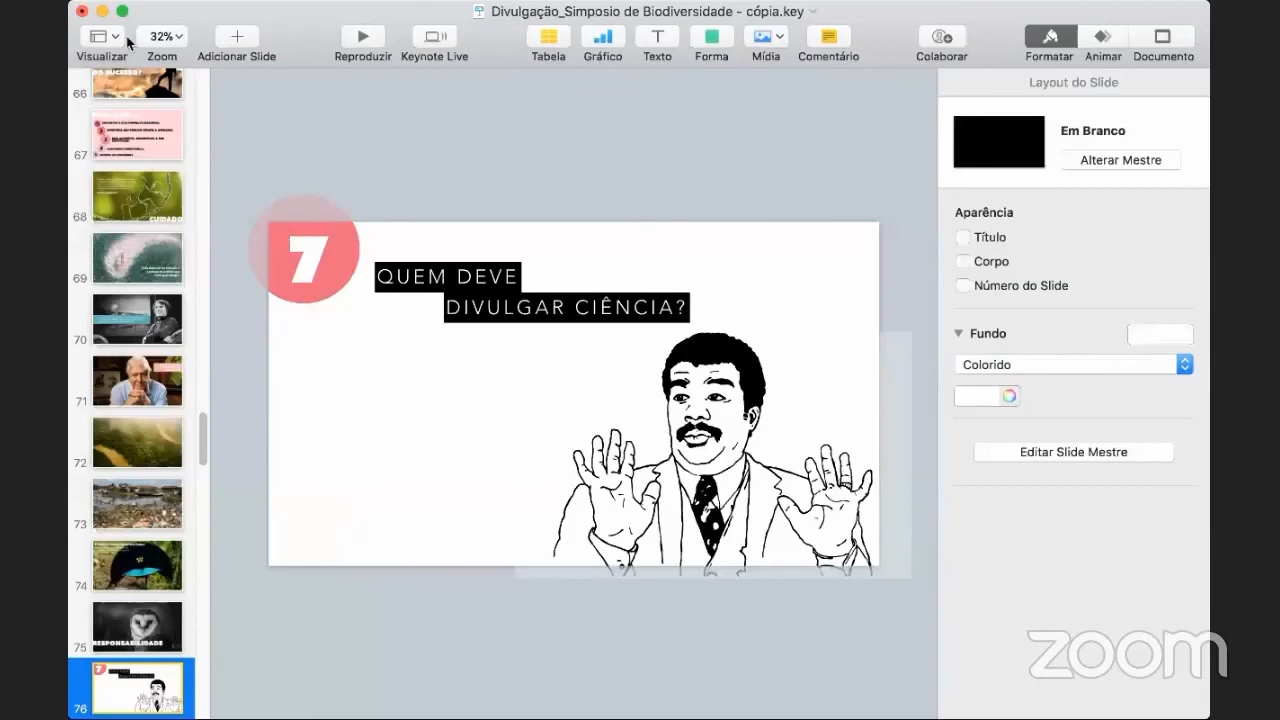 Divulgação_Simposio de Biodiversidade - cópia.key
32%
Visualizar
Zoom
Adicionar Slide
Reproduzir
Keynote Live
Tabela
Gráfico
Texto
Forma
Mídia
Comentário
Colaborar
Formatar
Animar
Documento
66
67
68
CUIDADO
69
70
71
72
73
74
75
RESPONSABILIDADE
76
7
7
QUEM DEVE
DIVULGAR CIÊNCIA?
Layout do Slide
Em Branco
Alterar Mestre
Aparência
Título
Corpo
Número do Slide
Fundo
Colorido
Editar Slide Mestre
zoom